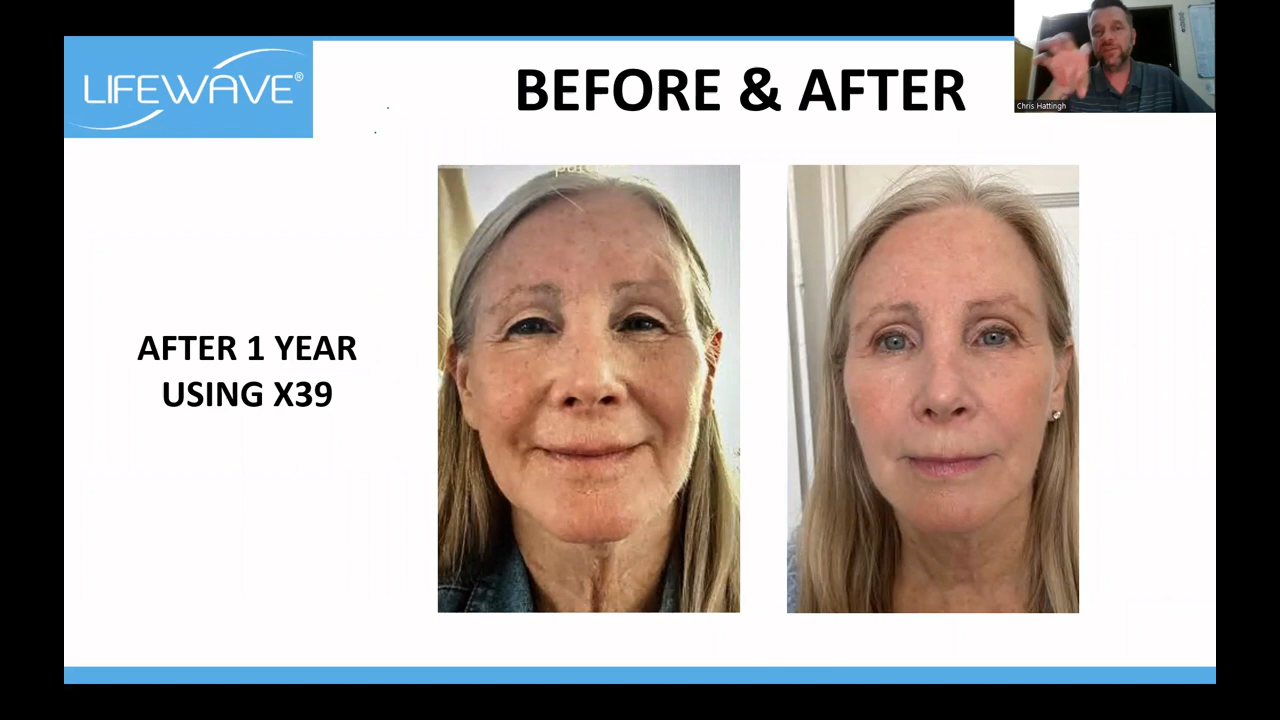 LIFEWAVE®
BEFORE & AFTER
Chris Hattingh
AFTER 1 YEAR
USING X39